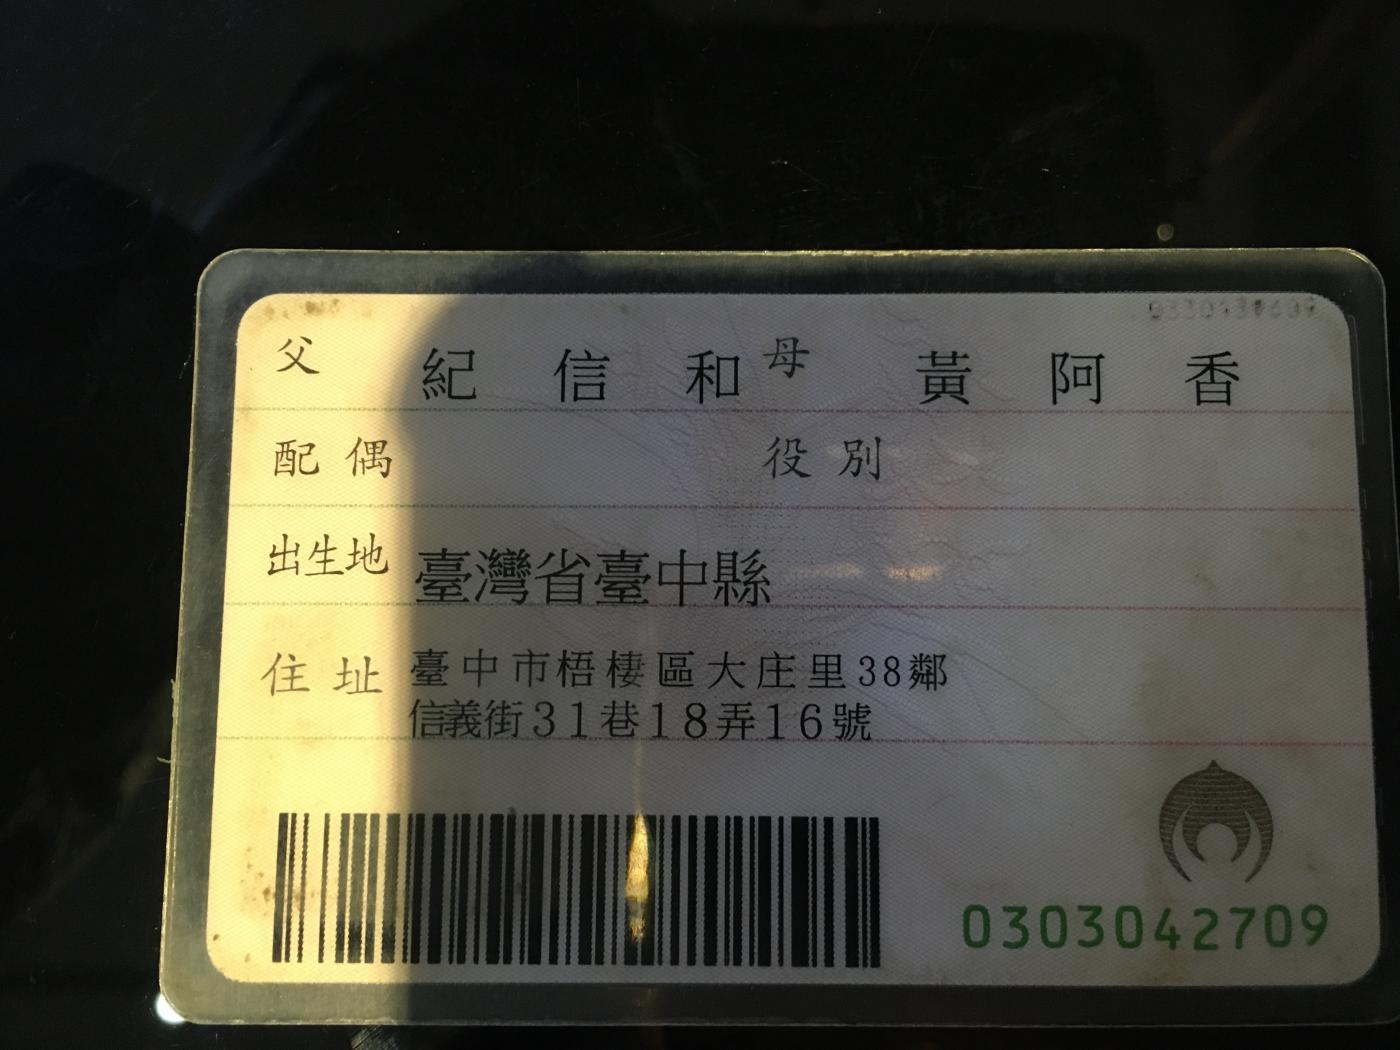 父 紀信和 母 黃阿香
配偶 役別
出生地 臺灣省臺中縣
住址 臺中市梧棲區大庄里38鄰
信義街31巷18弄16號
0303042709